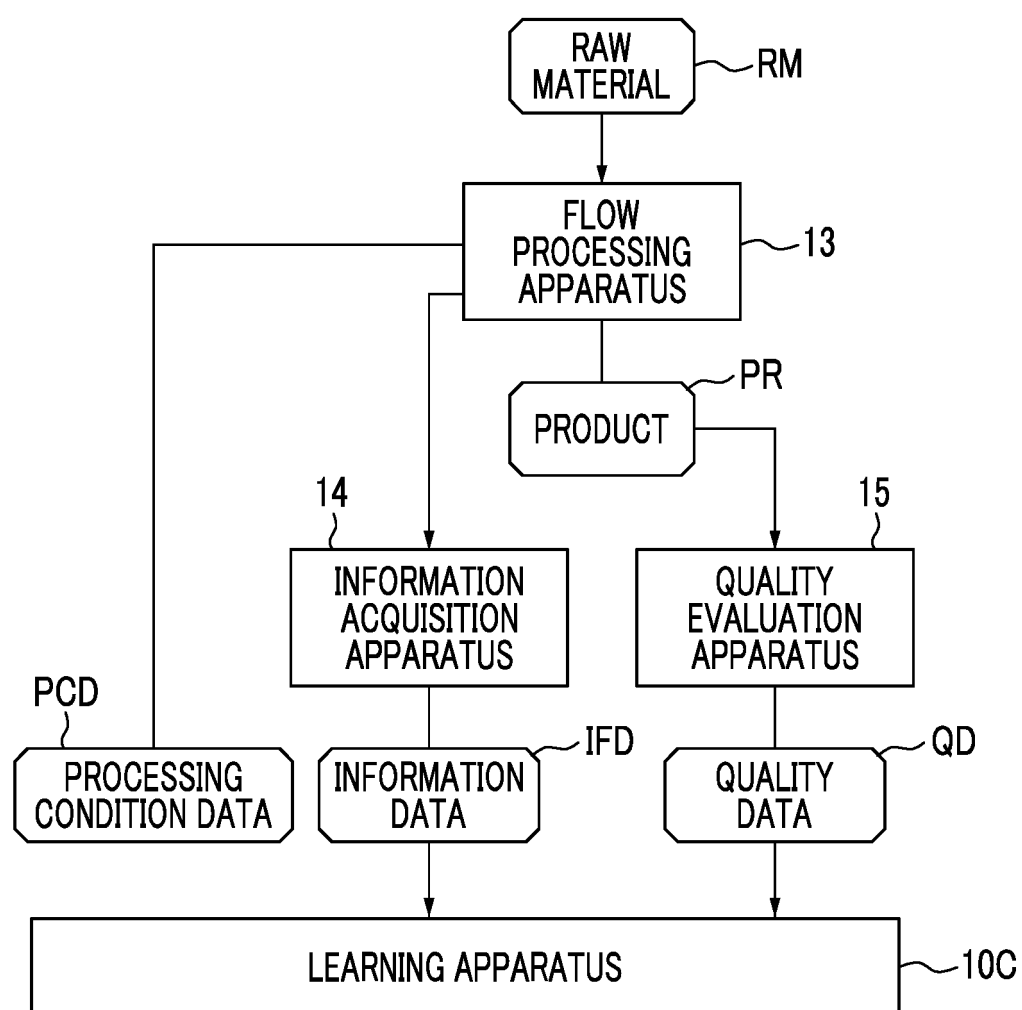 RAW
MATERIAL
RM
FLOW
PROCESSING
APPARATUS
13
PR
PRODUCT
14
15
INFORMATION
ACQUISITION
APPARATUS
QUALITY
EVALUATION
APPARATUS
PCD
IFD
QD
PROCESSING
CONDITION DATA
INFORMATION
DATA
QUALITY
DATA
LEARNING APPARATUS
10C